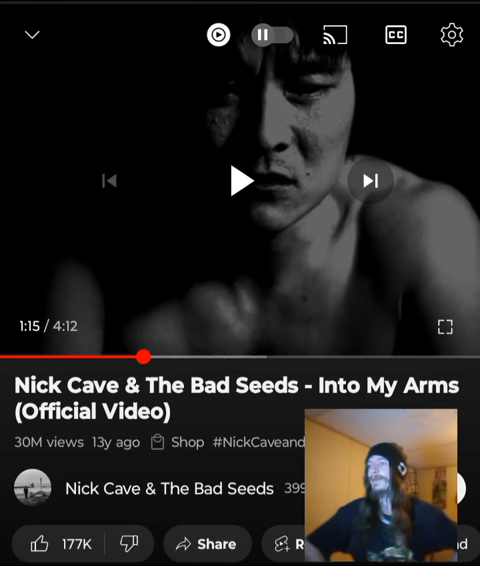 CC
1:15 / 4:12
Nick Cave & The Bad Seeds - Into My Arms
(Official Video)
30M views 13y ago Shop #NickCaveand
Nick Cave & The Bad Seeds 399
177K Share R d